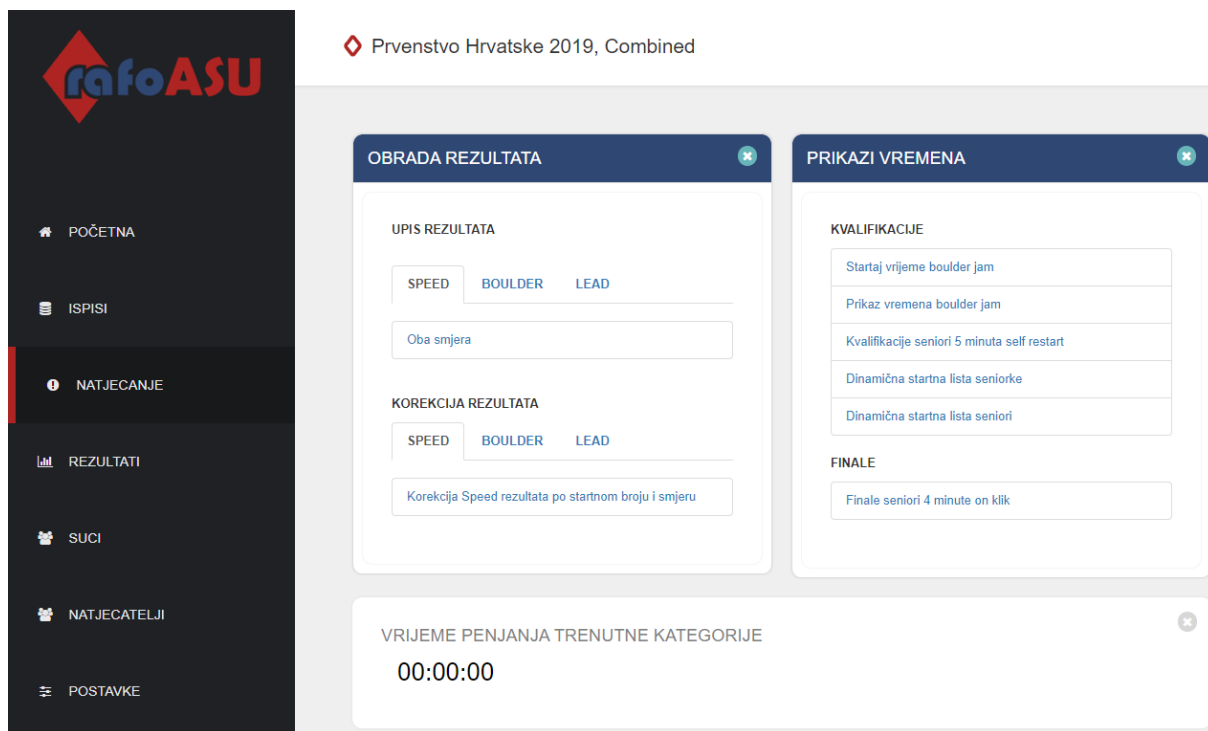 rafoASU
Prvenstvo Hrvatske 2019, Combined
POČETNA
ISPISI
NATJECANJE
REZULTATI
SUCI
NATJECATELJI
POSTAVKE
OBRADA REZULTATA
UPIS REZULTATA
SPEED BOULDER LEAD
Oba smjera
KOREKCIJA REZULTATA
SPEED BOULDER LEAD
Korekcija Speed rezultata po startnom broju i smjeru
PRIKAZI VREMENA
KVALIFIKACIJE
Startaj vrijeme boulder jam
Prikaz vremena boulder jam
Kvalifikacije seniori 5 minuta self restart
Dinamična startna lista seniorke
Dinamična startna lista seniori
FINALE
Finale seniori 4 minute on klik
VRIJEME PENJANJA TRENUTNE KATEGORIJE
00:00:00